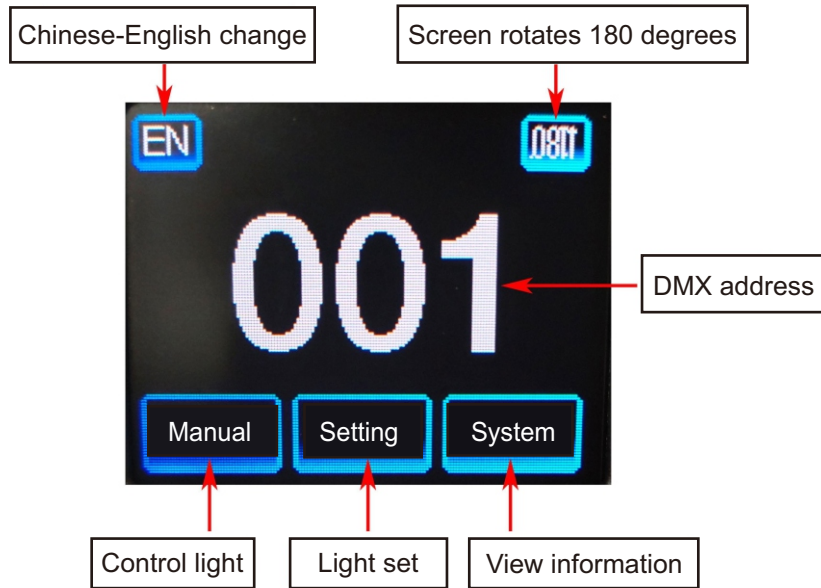 Chinese-English change
Screen rotates 180 degrees
EN
001
DMX address
Manual
Setting
System
Control light
Light set
View information